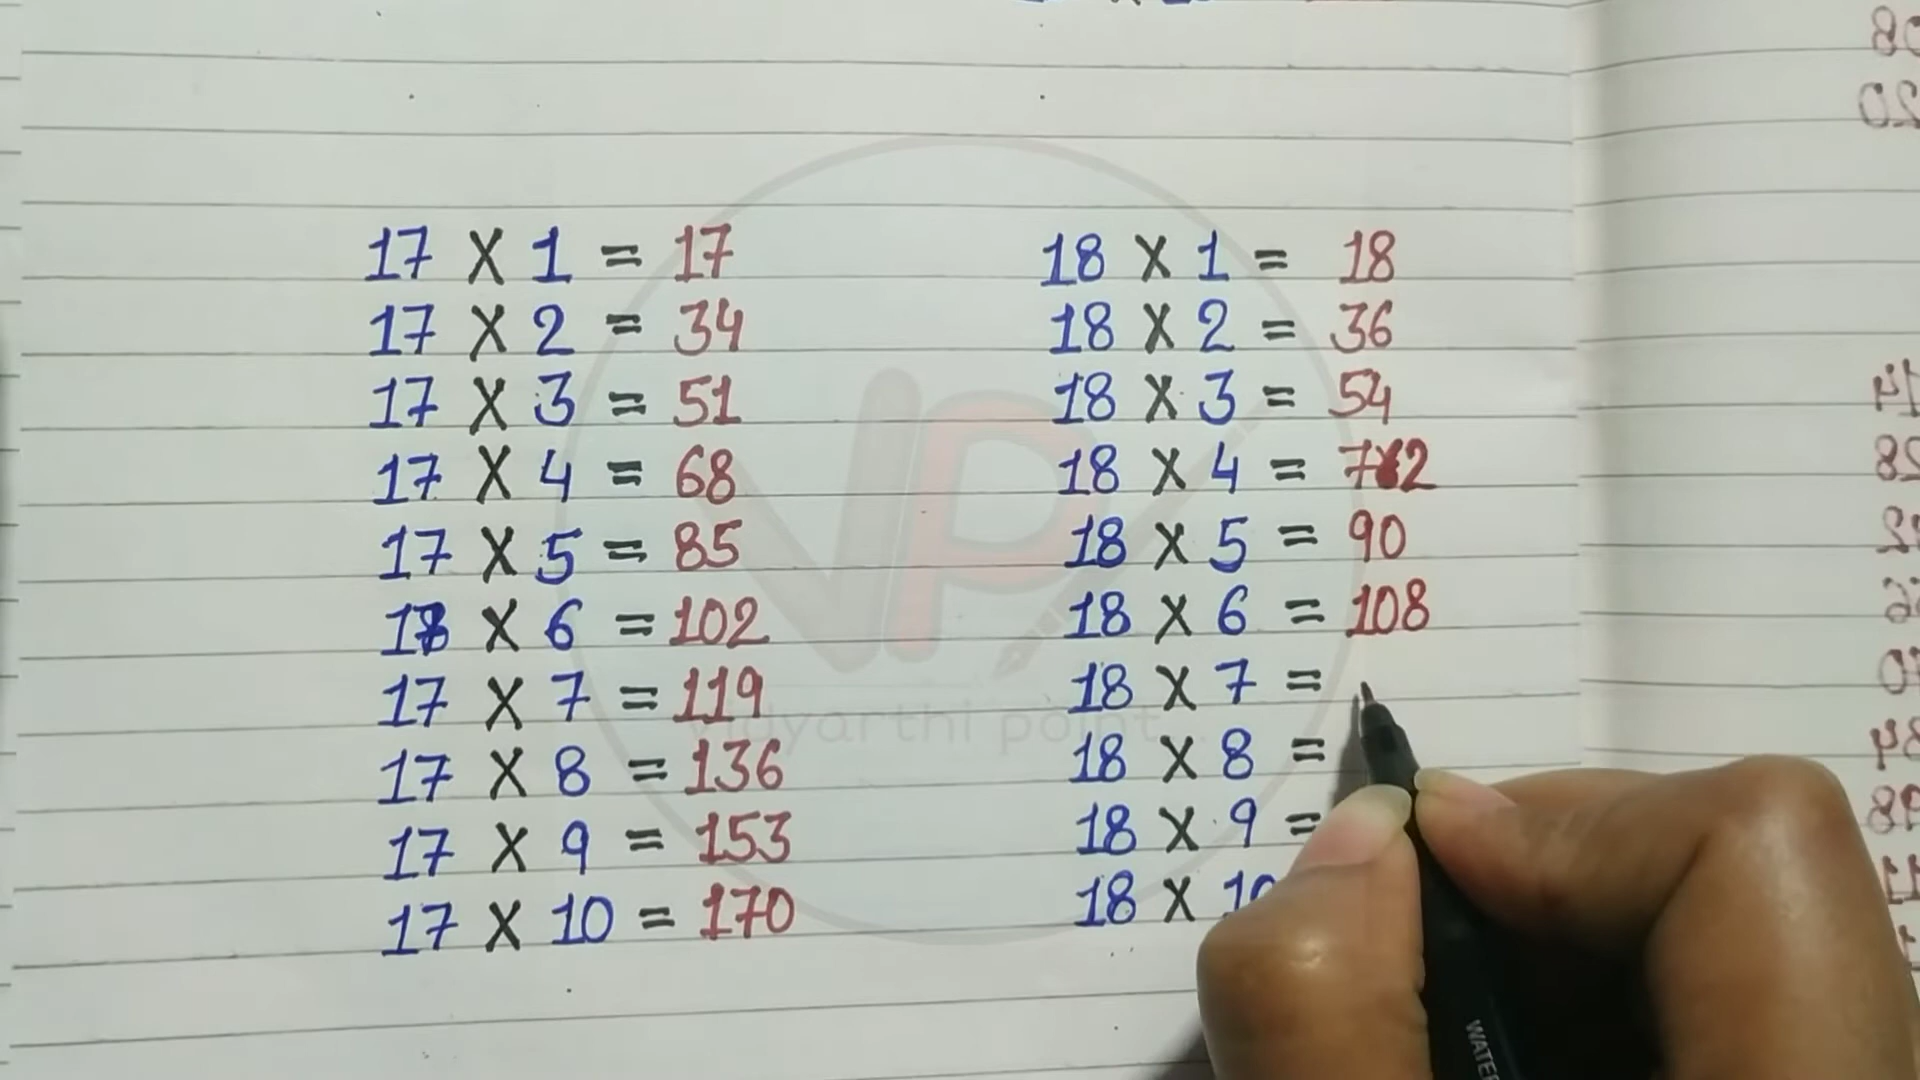 17 X 1 = 17
17 X 2 = 34
17 X 3 = 51
17 X 4 = 68
17 X 5 = 85
17 X 6 = 102
17 X 7 = 119
17 X 8 = 136
17 X 9 = 153
17 X 10 = 170
18 X 1 = 18
18 X 2 = 36
18 X 3 = 54
18 X 4 = 72
18 X 5 = 90
18 X 6 = 108
18 X 7 =
18 X 8 =
18 X 9 =
18 X 10
VP
vidyarthi point